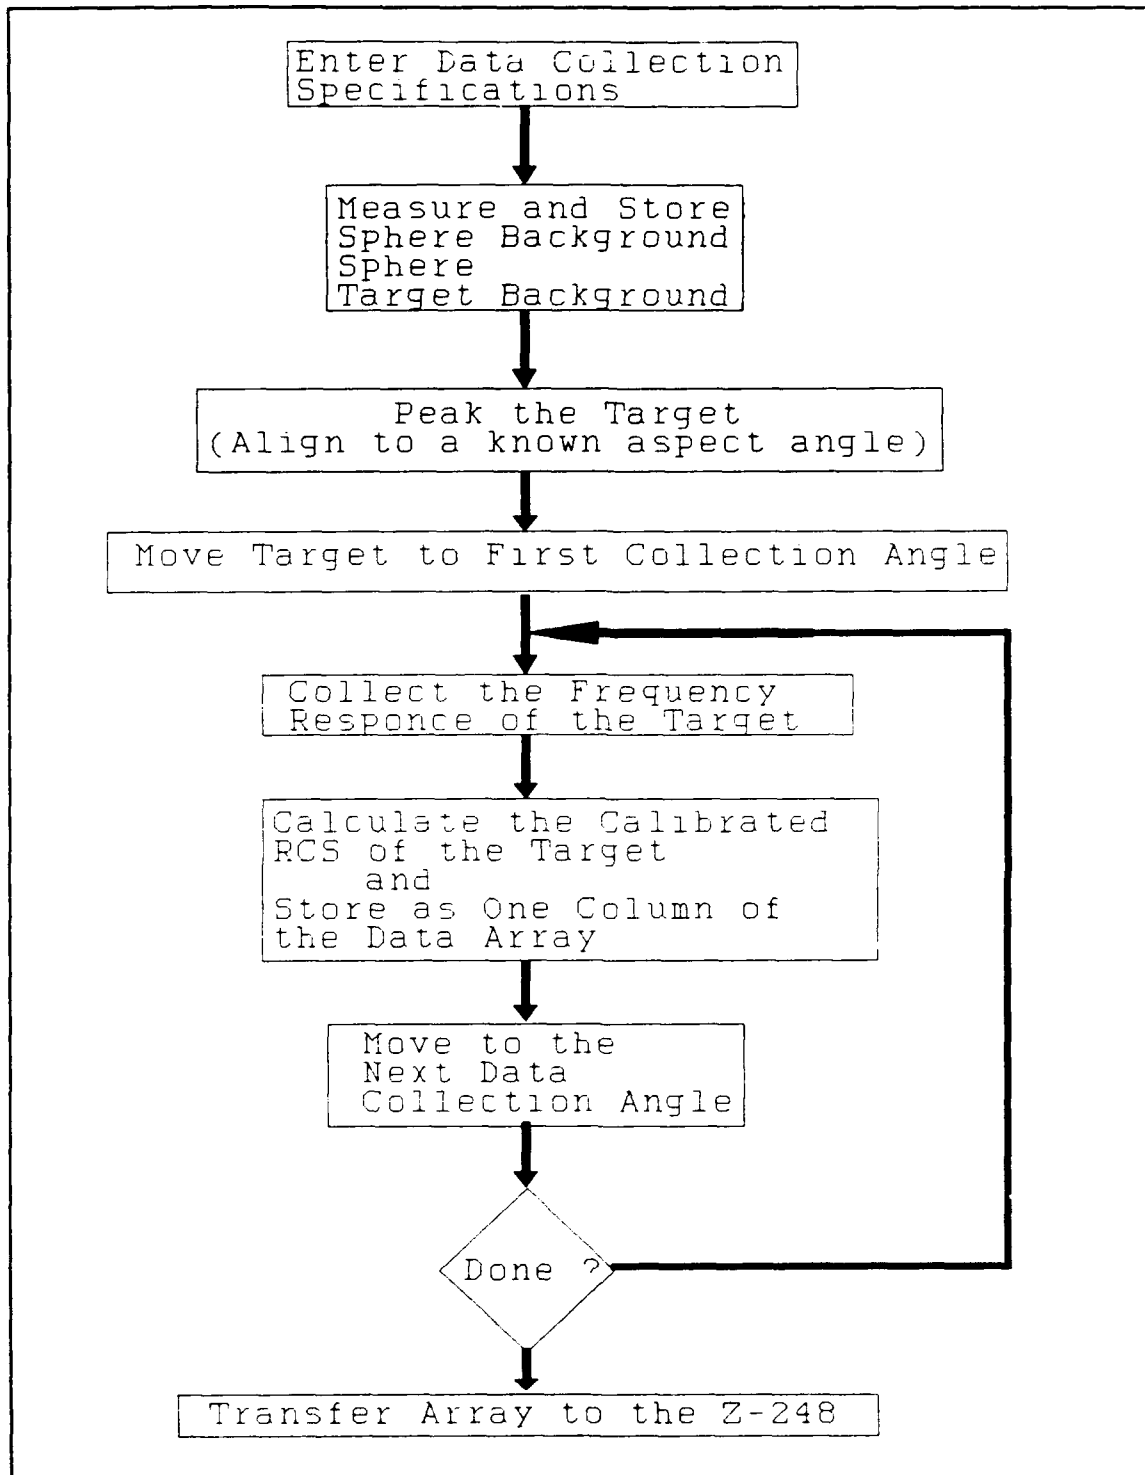 Enter Data Collection
Specifications
Measure and Store
Sphere Background
Sphere
Target Background
Peak the Target
(Align to a known aspect angle)
Move Target to First Collection Angle
Collect the Frequency
Responce of the Target
Calculate the Calibrated
RCS of the Target
and
Store as One Column of
the Data Array
Move to the
Next Data
Collection Angle
Done ?
Transfer Array to the Z-248